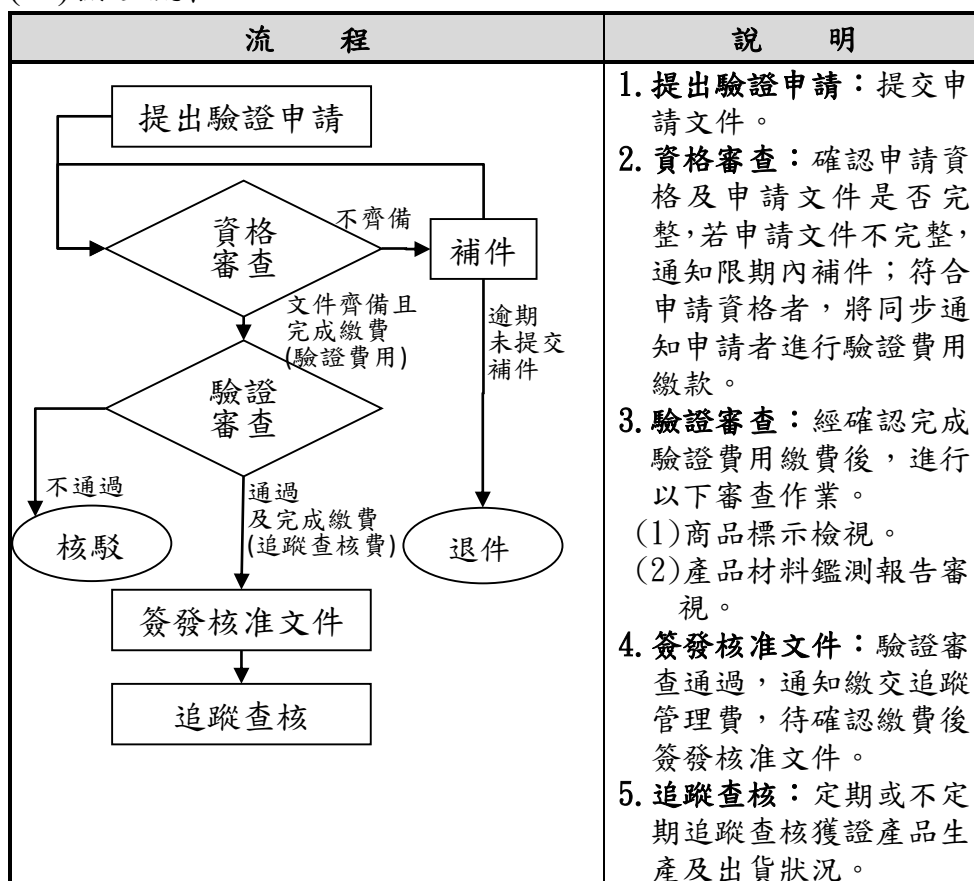 流 程
說 明
提出驗證申請
資格
審查
不齊備
補件
文件齊備且
完成繳費
(驗證費用)
逾期
未提交
補件
驗證
審查
不通過
核駁
通過
及完成繳費
(追蹤查核費)
退件
簽發核准文件
追蹤查核
1.提出驗證申請：提交申
請文件。
2.資格審查：確認申請資
格及申請文件是否完
整，若申請文件不完整，
通知限期內補件；符合
申請資格者，將同步通
知申請者進行驗證費用
繳款。
3.驗證審查：經確認完成
驗證費用繳費後，進行
以下審查作業。
(1)商品標示檢視。
(2)產品材料鑑測報告審
視。
4.簽發核准文件：驗證審
查通過，通知繳交追蹤
管理費，待確認繳費後
簽發核准文件。
5.追蹤查核：定期或不定
期追蹤查核獲證產品生
產及出貨狀況。